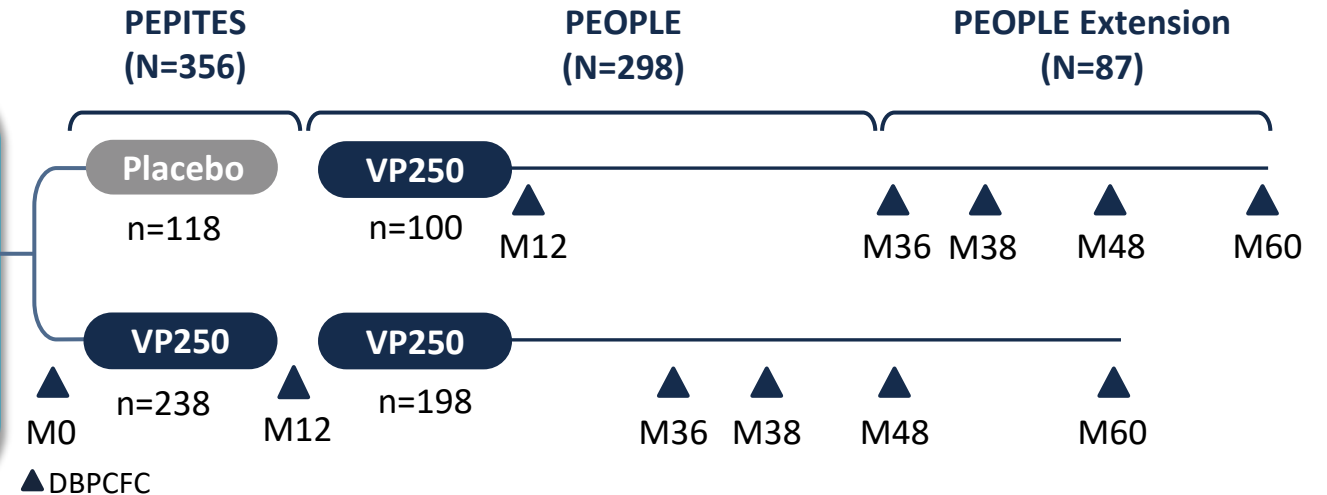 PEPITES
(N=356)
PEOPLE
(N=298)
PEOPLE Extension
(N=87)
Placebo
VP250
n=118
n=100
M12
M36
M38
M48
M60
VP250
VP250
n=238
n=198
M0
M12
M36
M38
M48
M60
DBPCFC